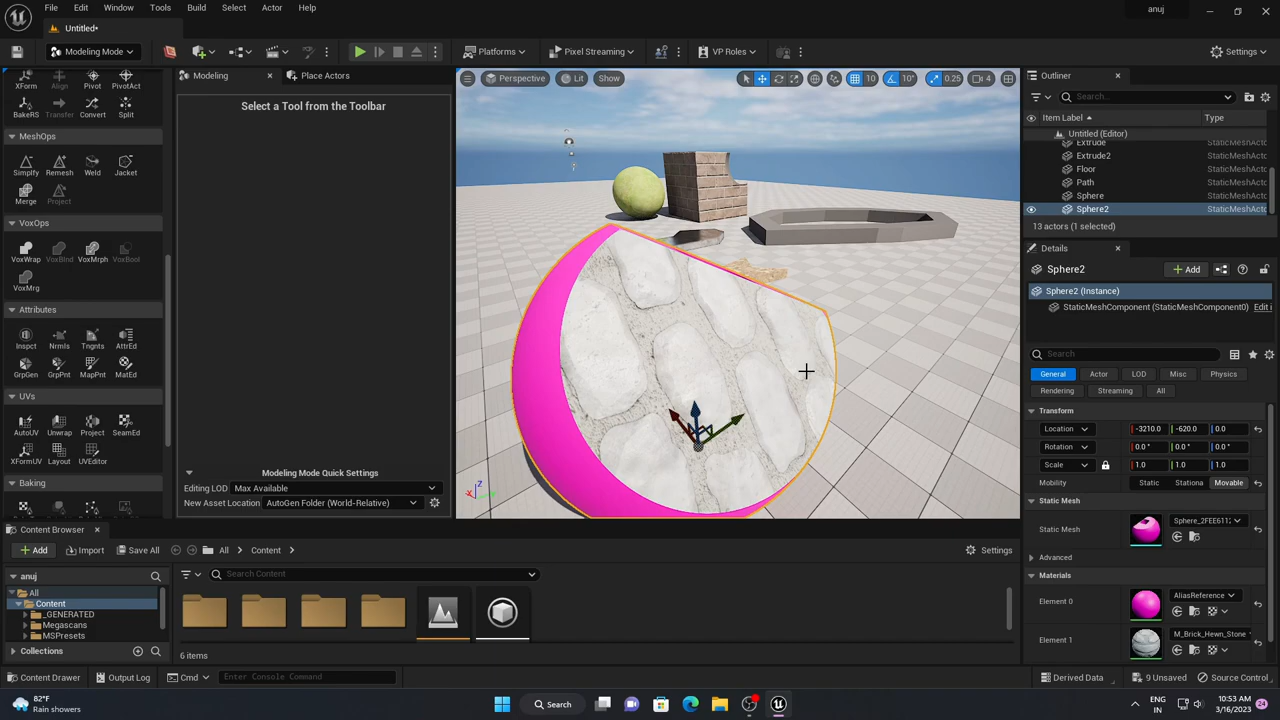 File Edit Window Tools Build Select Actor Help
anuj
Untitled*
Modeling Mode
Platforms
Pixel Streaming
VP Roles
Settings
XForm Align Pivot PivotAct
BakeRS Transfer Convert Split
MeshOps
Simplfy Remesh Weld Jacket
Merge Project
VoxOps
VoxWrap VoxBlnd VoxMrph VoxBool
VoxMrg
Attributes
Inspct Nrmls Tngnts AttrEd
GrpGen GrpPnt MapPnt MatEd
UVs
AutoUV Unwrap Project SeamEd
XFormUV Layout UVEditor
Baking
Modeling
Place Actors
Select a Tool from the Toolbar
Modeling Mode Quick Settings
Editing LOD Max Available
New Asset Location AutoGen Folder (World-Relative)
Perspective Lit Show
10 10° 0.25 4
Outliner
Search...
Item Label Type
Untitled (Editor)
Extrude StaticMeshActo
Extrude2 StaticMeshActo
Floor StaticMeshActo
Path StaticMeshActo
Sphere StaticMeshActo
Sphere2 StaticMeshActo
13 actors (1 selected)
Details
Sphere2
Add
Sphere2 (Instance)
StaticMeshComponent (StaticMeshComponent0) Edit i
Search
General Actor LOD Misc Physics
Rendering Streaming All
Transform
Location -3210.0 -620.0 0.0
Rotation 0.0 ° 0.0 ° 0.0 °
Scale 1.0 1.0 1.0
Mobility Static Stationa Movable
Static Mesh
Static Mesh Sphere_2FEE611
Advanced
Materials
Element 0 AliasReference
Element 1 M_Brick_Hewn_Stone
Z
X
Y
Content Browser
Add Import Save All All Content Settings
anuj
Search Content
All
Content
_GENERATED
Megascans
MSPresets
Collections
6 items
Content Drawer Output Log Cmd Enter Console Command
Derived Data 9 Unsaved Source Control
82°F
Rain showers
Search
ENG
IN
10:53 AM
3/16/2023